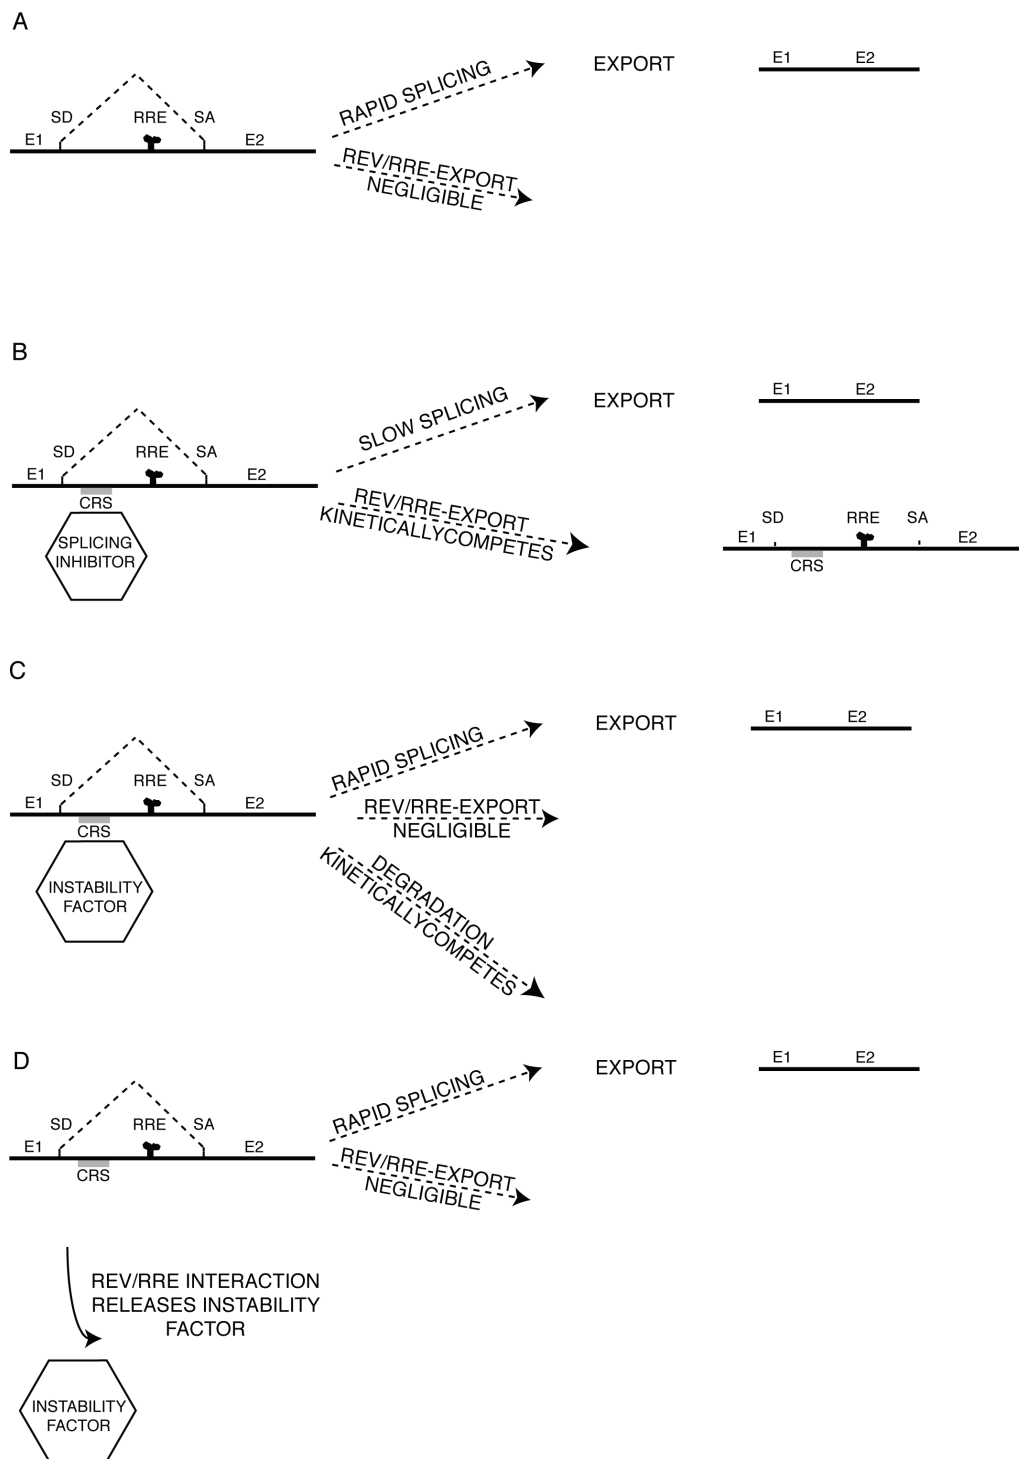 A
SD
RRE
SA
E1
E2
RAPID SPLICING
REV/RRE-EXPORT
NEGLIGIBLE
EXPORT
E1
E2
B
SD
RRE
SA
E1
E2
CRS
SPLICING
INHIBITOR
SLOW SPLICING
REV/RRE-EXPORT
KINETICALLYCOMPETES
EXPORT
E1
E2
SD
RRE
SA
E1
E2
CRS
C
SD
RRE
SA
E1
E2
CRS
INSTABILITY
FACTOR
RAPID SPLICING
REV/RRE-EXPORT
NEGLIGIBLE
DEGRADATION
KINETICALLYCOMPETES
EXPORT
E1
E2
D
SD
RRE
SA
E1
E2
CRS
RAPID SPLICING
REV/RRE-EXPORT
NEGLIGIBLE
EXPORT
E1
E2
REV/RRE INTERACTION
RELEASES INSTABILITY
FACTOR
INSTABILITY
FACTOR